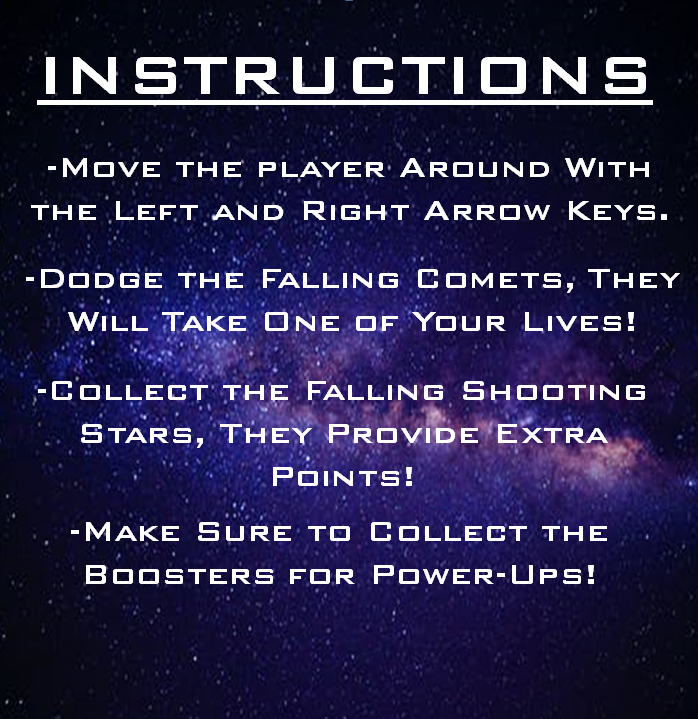 INSTRUCTIONS
-Move the player Around With
the Left and Right Arrow Keys.
-Dodge the Falling Comets, They
Will Take One of Your Lives!
-Collect the Falling Shooting
Stars, They Provide Extra
Points!
-Make Sure to Collect the
Boosters for Power-Ups!